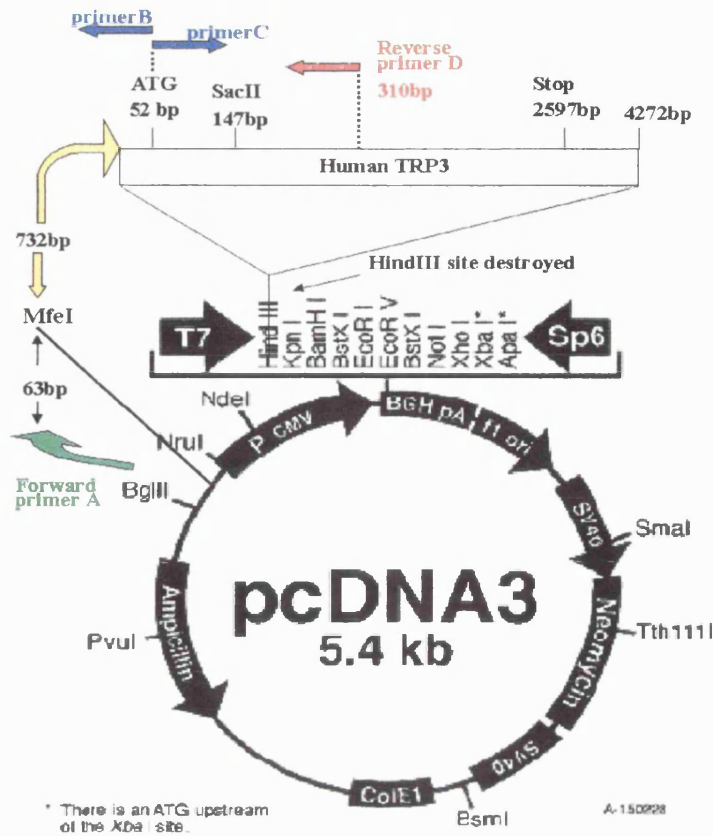 primerB
primerC
Reverse
primer D
310bp
ATG
52 bp
SacII
147bp
Stop
2597bp
4272bp
Human TRP3
732bp
HindIII site destroyed
MfeI
T7
Hind III
Kpn I
BamH I
BstX I
EcoR I
EcoR V
BstX I
Not I
Xho I
Xba I*
Apa I*
Sp6
63bp
NdeI
NruI
P CMV
BGH pA
f1 ori
Forward
primer A
BglII
SV40
SmaI
pcDNA3
5.4 kb
Ampicillin
PvuI
Neomycin
Tth111I
SV40
ColE1
BsmI
* There is an ATG upstream
of the Xba I site.
A-150228